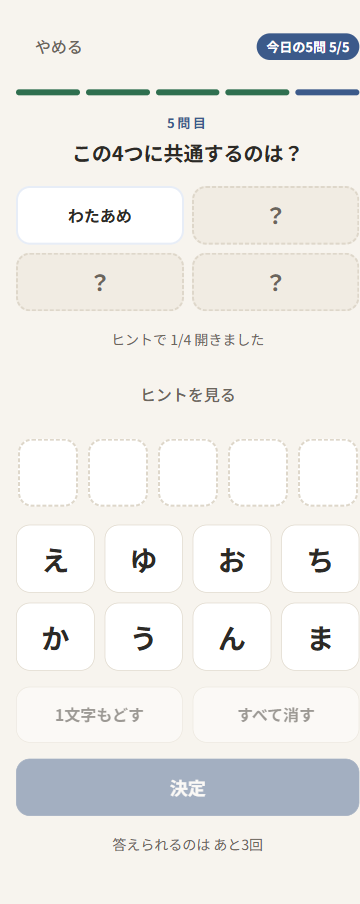 やめる
今日の5問 5/5
5問目
この4つに共通するのは？
わたあめ
？
？
？
ヒントで 1/4 開きました
ヒントを見る
え ゆ お ち
か う ん ま
1文字もどす
すべて消す
決定
答えられるのは あと3回